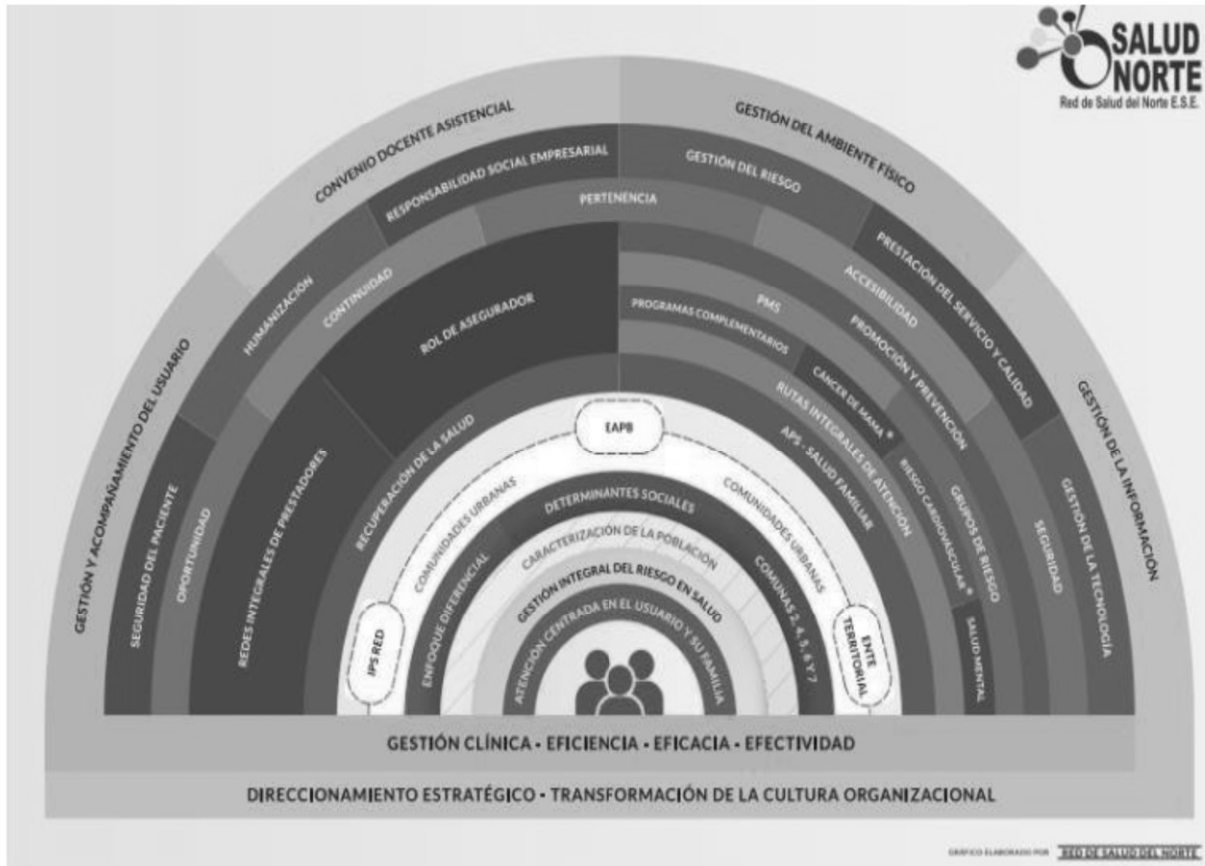 SALUD
NORTE
Red de Salud del Norte E.S.E.
GESTIÓN Y ACOMPAÑAMIENTO DEL USUARIO
CONVENIO DOCENTE ASISTENCIAL
GESTIÓN DEL AMBIENTE FÍSICO
GESTIÓN DE LA INFORMACIÓN
SEGURIDAD DEL PACIENTE
HUMANIZACIÓN
RESPONSABILIDAD SOCIAL EMPRESARIAL
GESTIÓN DEL RIESGO
PRESTACIÓN DEL SERVICIO Y CALIDAD
GESTIÓN DE LA TECNOLOGÍA
OPORTUNIDAD
CONTINUIDAD
PERTENENCIA
ACCESIBILIDAD
SEGURIDAD
REDES INTEGRALES DE PRESTADORES
ROL DE ASEGURADOR
PROMOCIÓN Y PREVENCIÓN
PMS
GRUPOS DE RIESGO
PROGRAMAS COMPLEMENTARIOS
CÁNCER DE MAMA*
RIESGO CARDIOVASCULAR*
SALUD MENTAL
RUTAS INTEGRALES DE ATENCIÓN
RECUPERACIÓN DE LA SALUD
APS - SALUD FAMILIAR
IPS RED
COMUNIDADES URBANAS
EAPB
COMUNIDADES URBANAS
ENTE
TERRITORIAL
ENFOQUE DIFERENCIAL
DETERMINANTES SOCIALES
COMUNAS 2, 4, 5, 6 Y 7
CARACTERIZACIÓN DE LA POBLACIÓN
GESTIÓN INTEGRAL DEL RIESGO EN SALUD
ATENCIÓN CENTRADA EN EL USUARIO Y SU FAMILIA
GESTIÓN CLÍNICA - EFICIENCIA - EFICACIA - EFECTIVIDAD
DIRECCIONAMIENTO ESTRATÉGICO - TRANSFORMACIÓN DE LA CULTURA ORGANIZACIONAL
GRÁFICO ELABORADO POR RED DE SALUD DEL NORTE